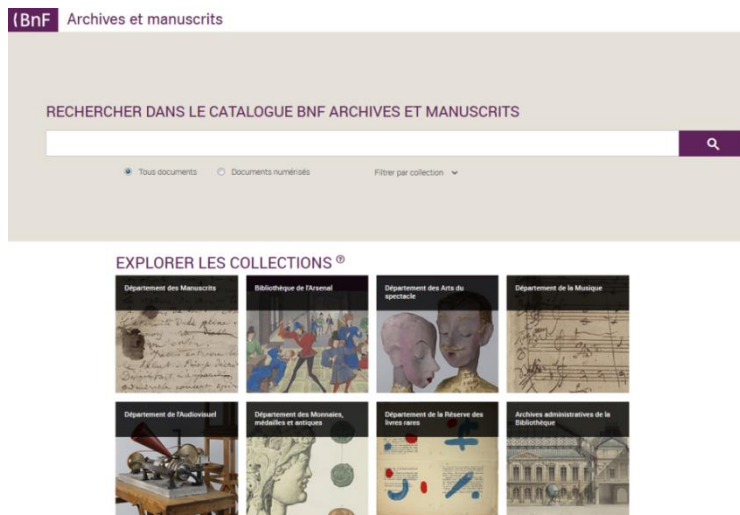 (BnF Archives et manuscrits
RECHERCHER DANS LE CATALOGUE BNF ARCHIVES ET MANUSCRITS
Tous documents Documents numérisés Filtrer par collection
EXPLORER LES COLLECTIONS ?
Département des Manuscrits
Bibliothèque de l'Arsenal
Département des Arts du
spectacle
Département de la Musique
Département de l'Audiovisuel
Département des Monnaies,
médailles et antiques
Département de la Réserve des
livres rares
Archives administratives de la
Bibliothèque